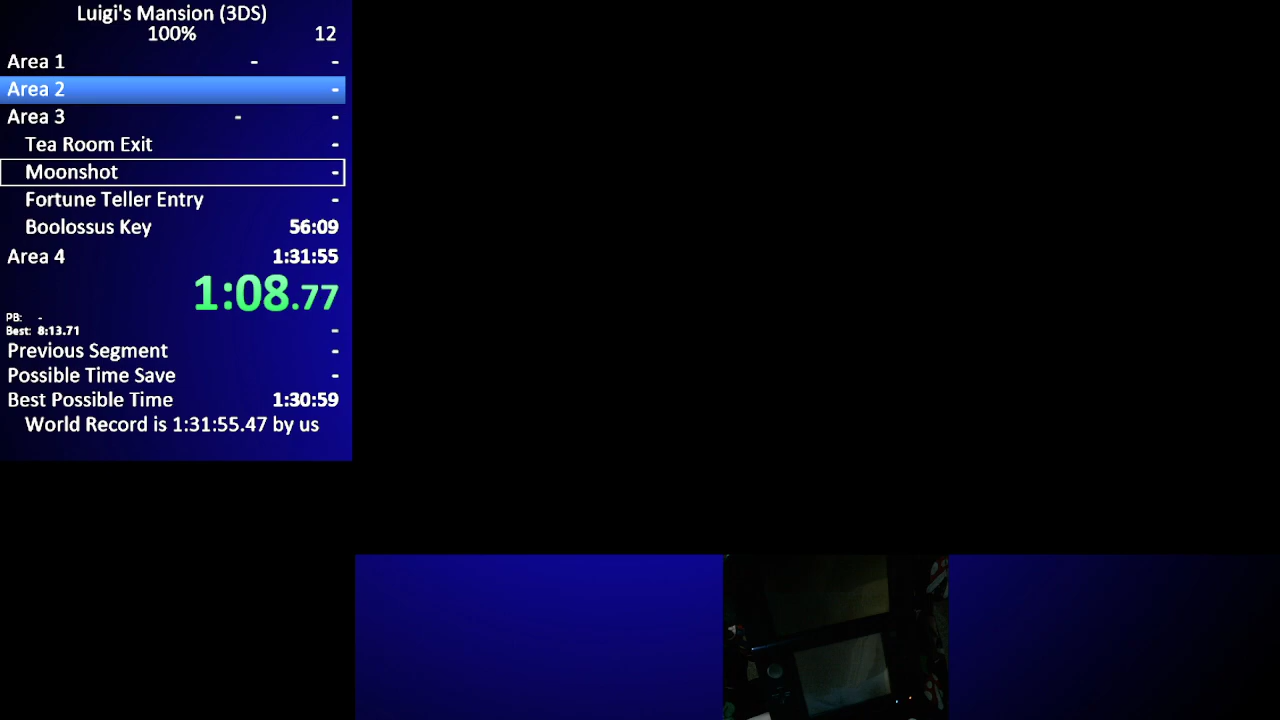 Luigi's Mansion (3DS)
100% 12
Area 1 - -
Area 2 -
Area 3 - -
Tea Room Exit -
Moonshot -
Fortune Teller Entry -
Boolossus Key 56:09
Area 4 1:31:55
1:08.77
PB: -
Best: 8:13.71 -
Previous Segment -
Possible Time Save -
Best Possible Time 1:30:59
World Record is 1:31:55.47 by us